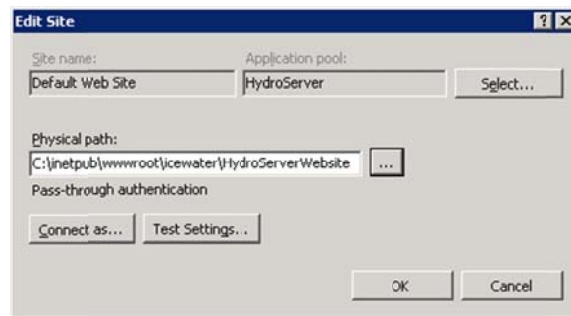 Edit Site
Site name:
Application pool:
Default Web Site
HydroServer
Select...
Physical path:
C:\inetpub\wwwroot\icewater\HydroServerWebsite
...
Pass-through authentication
Connect as...
Test Settings...
OK
Cancel